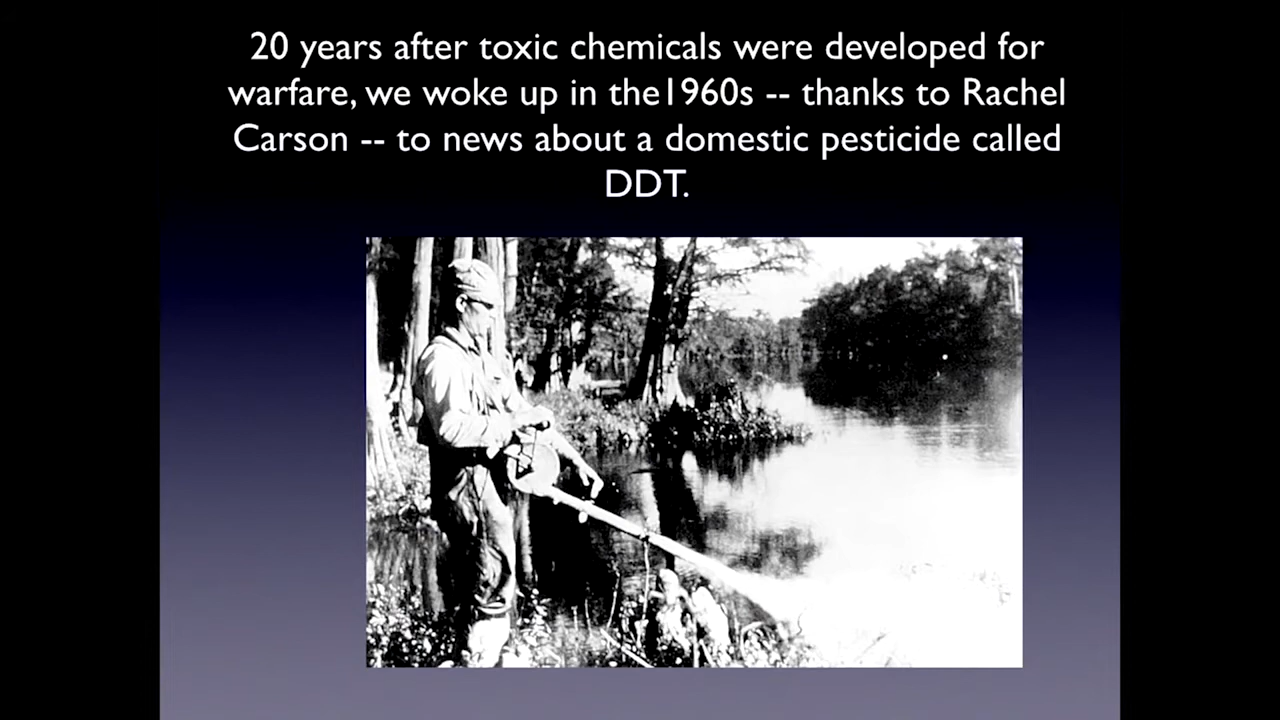 20 years after toxic chemicals were developed for
warfare, we woke up in the1960s -- thanks to Rachel
Carson -- to news about a domestic pesticide called
DDT.